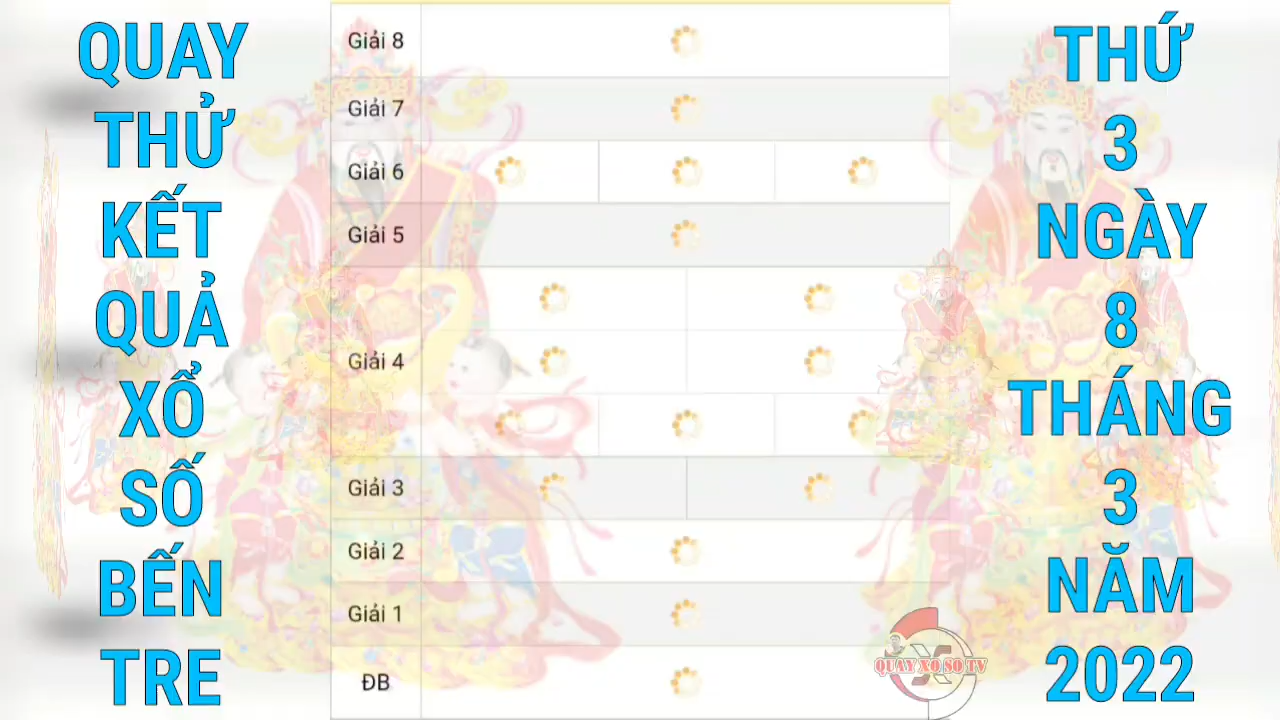 QUAY
THỬ
KẾT
QUẢ
XỔ
SỐ
BẾN
TRE
Giải 8
Giải 7
Giải 6
Giải 5
Giải 4
Giải 3
Giải 2
Giải 1
ĐB
THỨ
3
NGÀY
8
THÁNG
3
NĂM
2022
QUAY XO SO TV